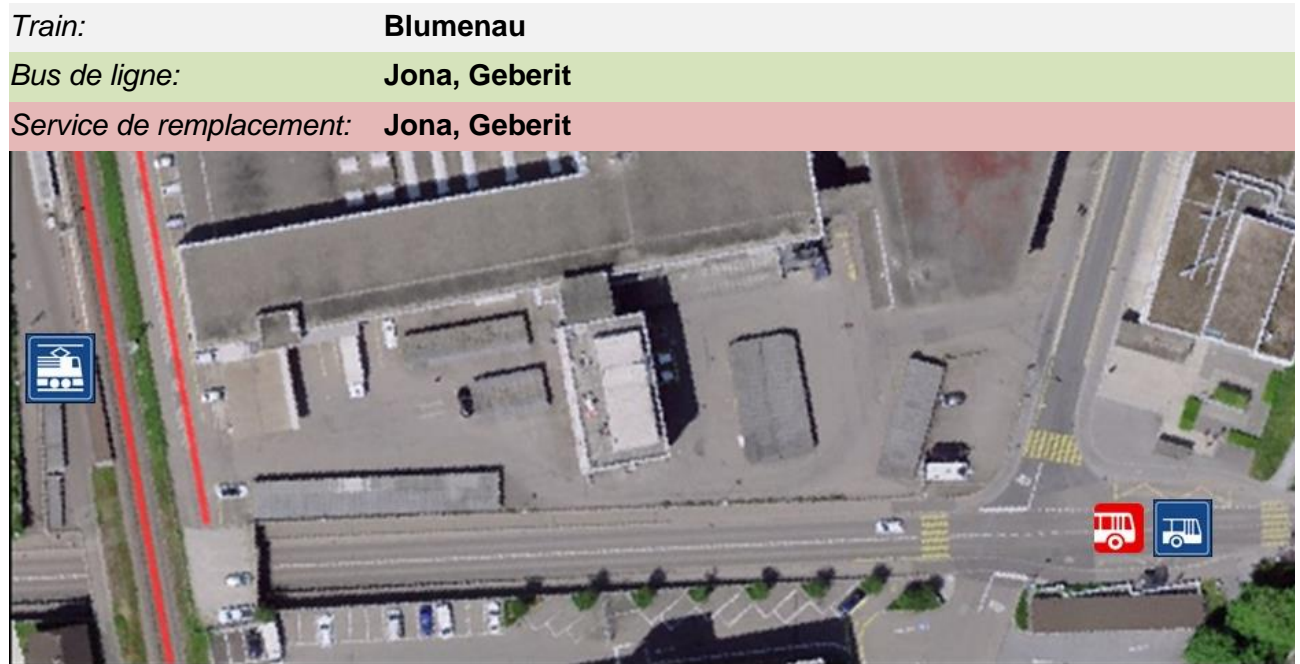 Train: Blumenau
Bus de ligne: Jona, Geberit
Service de remplacement: Jona, Geberit